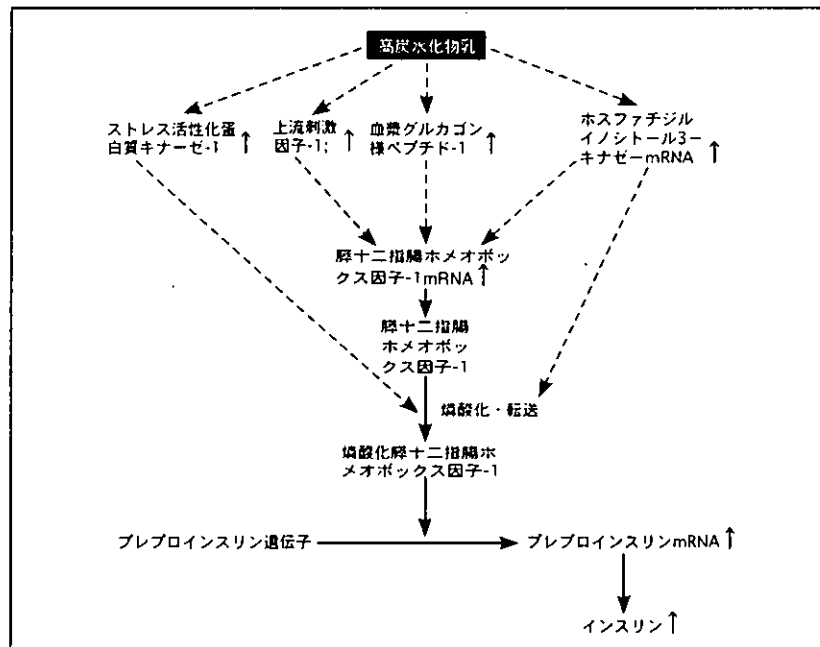 高炭水化物乳
ストレス活性化蛋
白質キナーゼ-1 ↑
上流刺激
因子-1; ↑
血漿グルカゴン
様ペプチド-1 ↑
ホスファチジル
イノシトール3ー
キナゼーmRNA ↑
膵十二指腸ホメオボッ
クス因子-1mRNA ↑
膵十二指腸
ホメオボッ
クス因子-1
燐酸化・転送
燐酸化膵十二指腸ホ
メオボックス因子-1
プレプロインスリン遺伝子
プレプロインスリンmRNA ↑
インスリン ↑